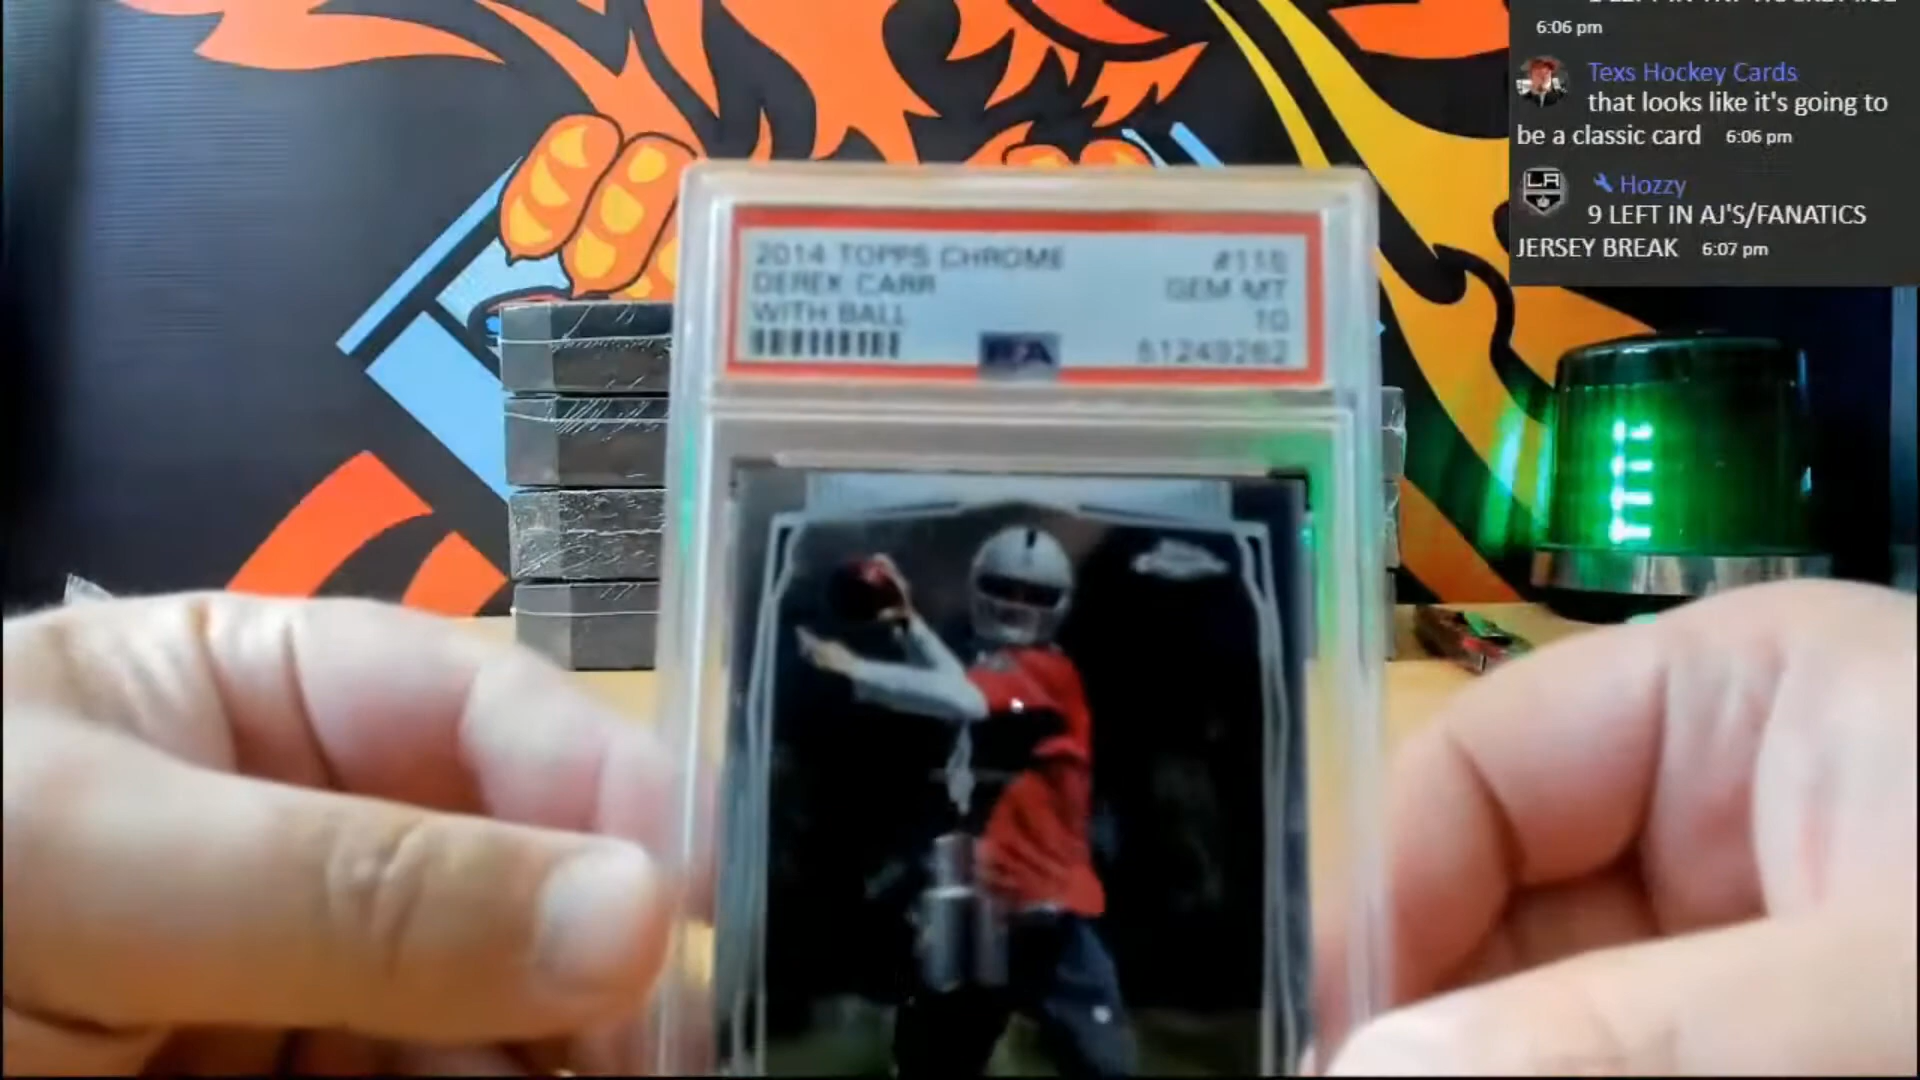 6:06 pm
Texs Hockey Cards
that looks like it's going to
be a classic card 6:06 pm
Hozzy
9 LEFT IN AJ'S/FANATICS
JERSEY BREAK 6:07 pm
LA
2014 TOPPS CHROME
DEREK CARR
WITH BALL
GEM MT
10
51249262
PSA